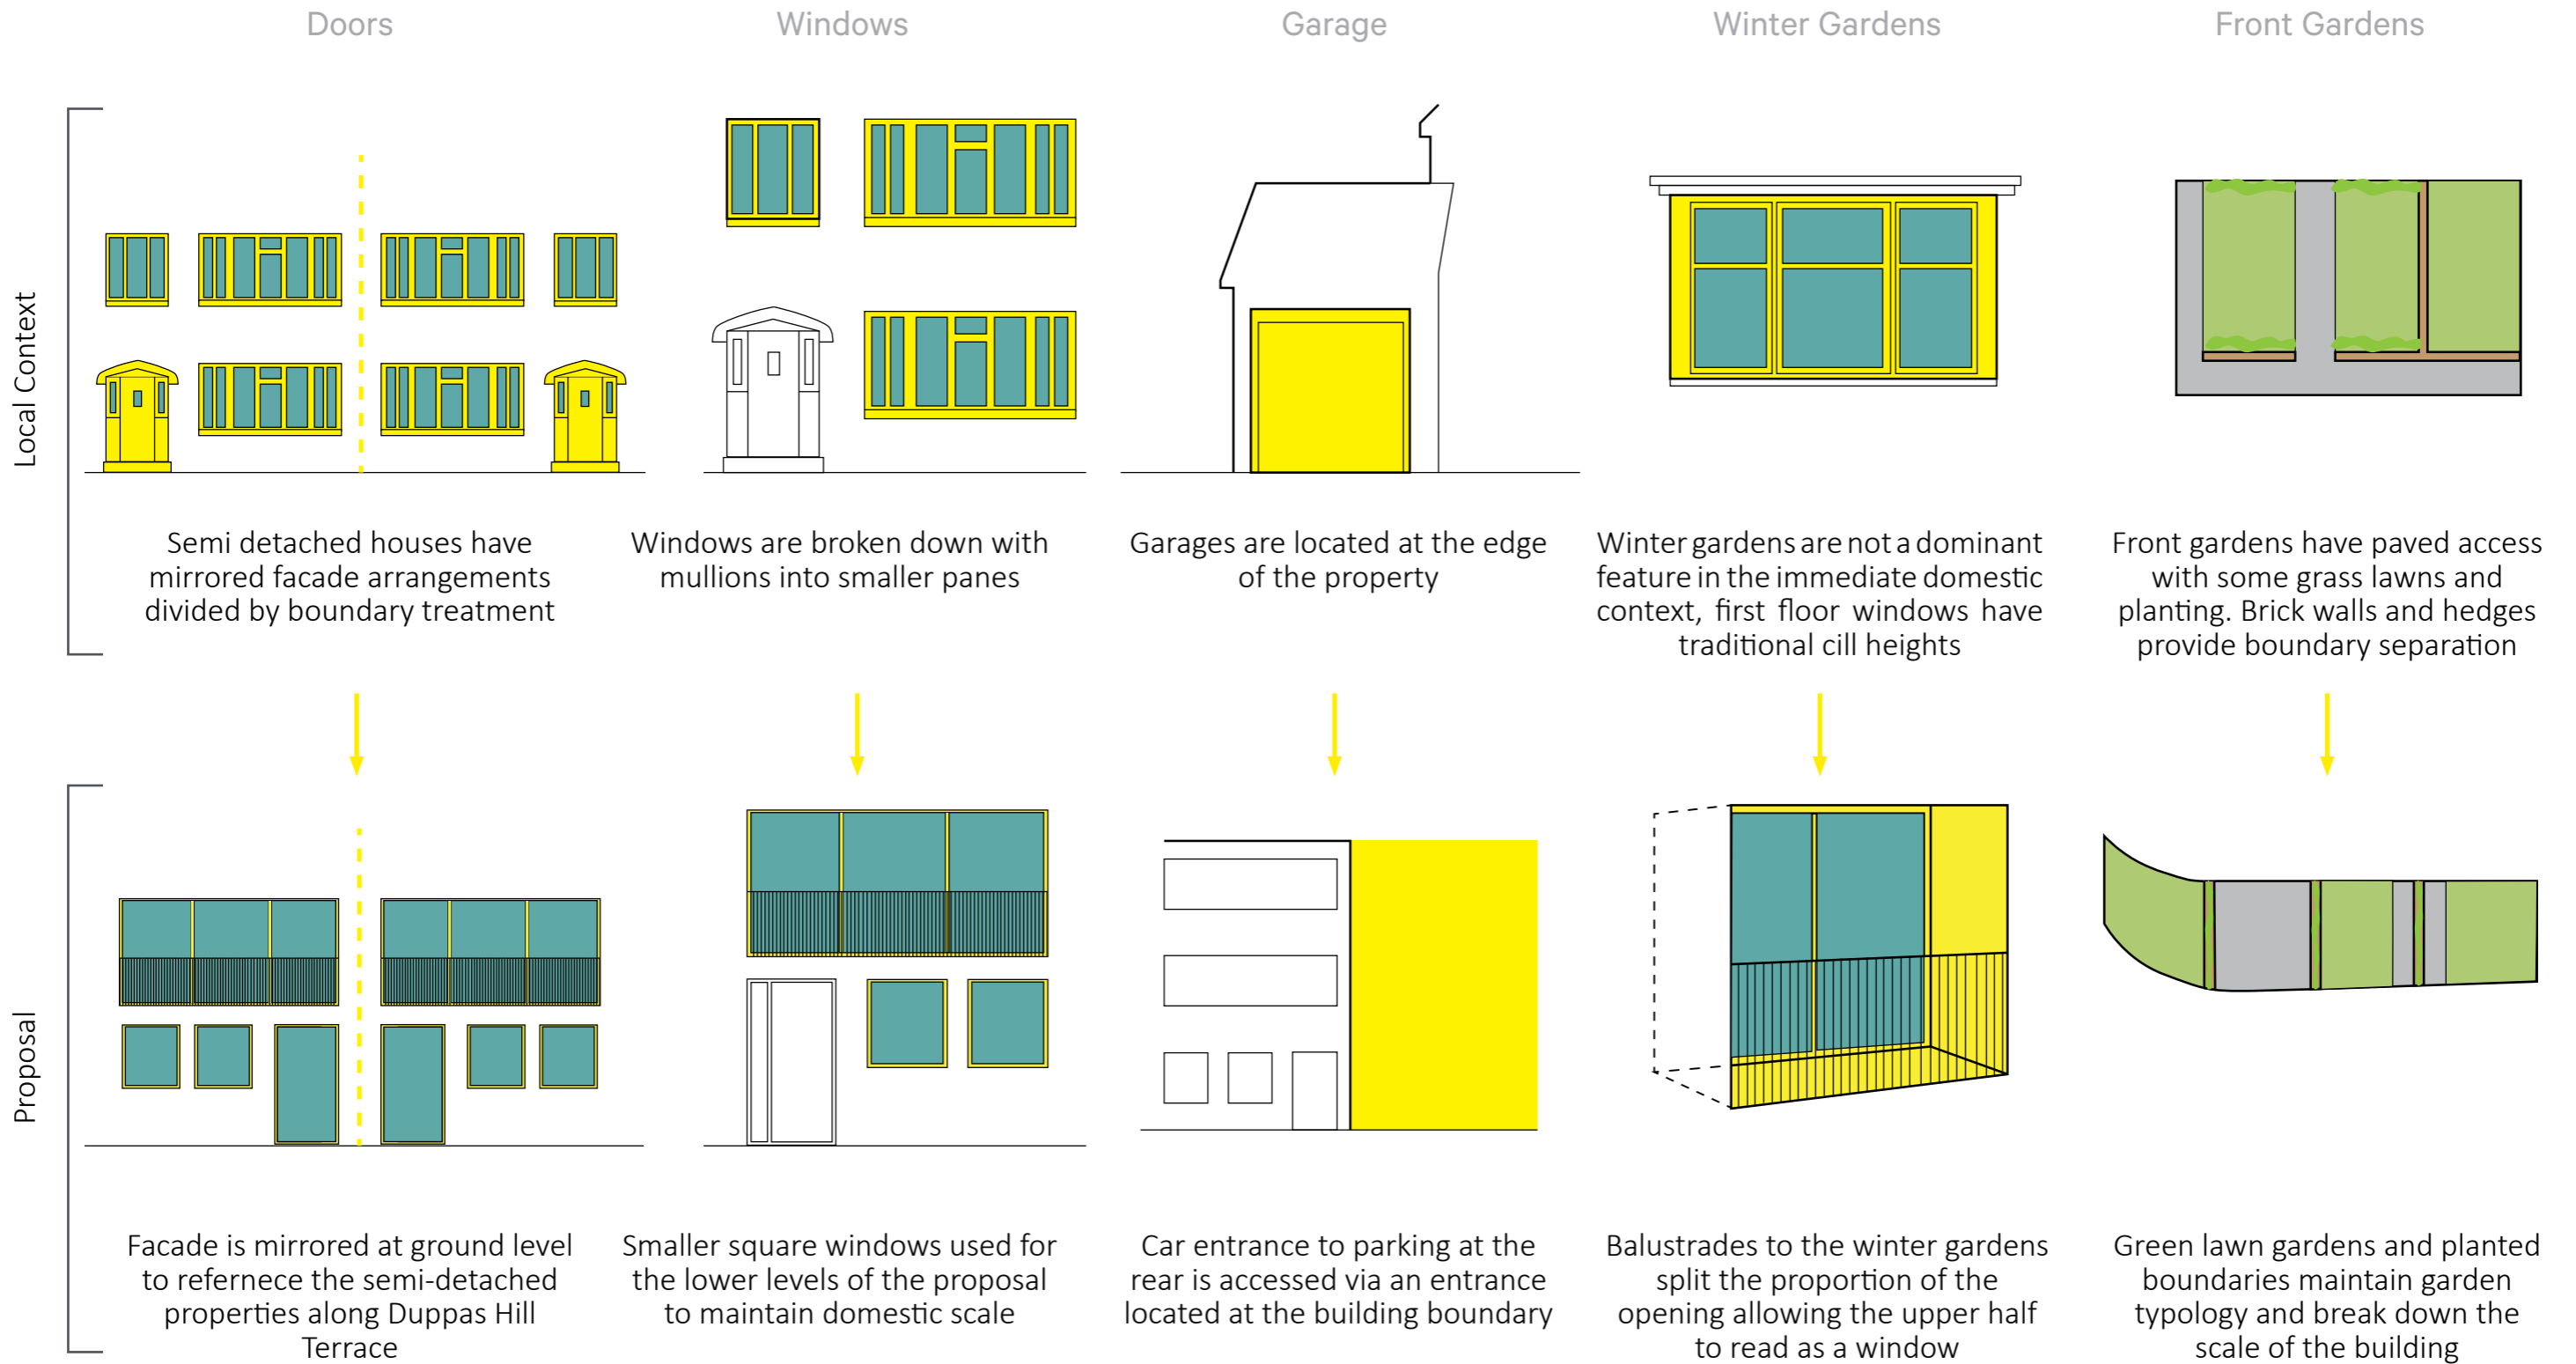 Doors
Windows
Garage
Winter Gardens
Front Gardens
Local Context
Semi detached houses have
mirrored facade arrangements
divided by boundary treatment
Windows are broken down with
mullions into smaller panes
Garages are located at the edge
of the property
Winter gardens are not a dominant
feature in the immediate domestic
context, first floor windows have
traditional cill heights
Front gardens have paved access
with some grass lawns and
planting. Brick walls and hedges
provide boundary separation
Proposal
Facade is mirrored at ground level
to refernece the semi-detached
properties along Duppas Hill
Terrace
Smaller square windows used for
the lower levels of the proposal
to maintain domestic scale
Car entrance to parking at the
rear is accessed via an entrance
located at the building boundary
Balustrades to the winter gardens
split the proportion of the
opening allowing the upper half
to read as a window
Green lawn gardens and planted
boundaries maintain garden
typology and break down the
scale of the building